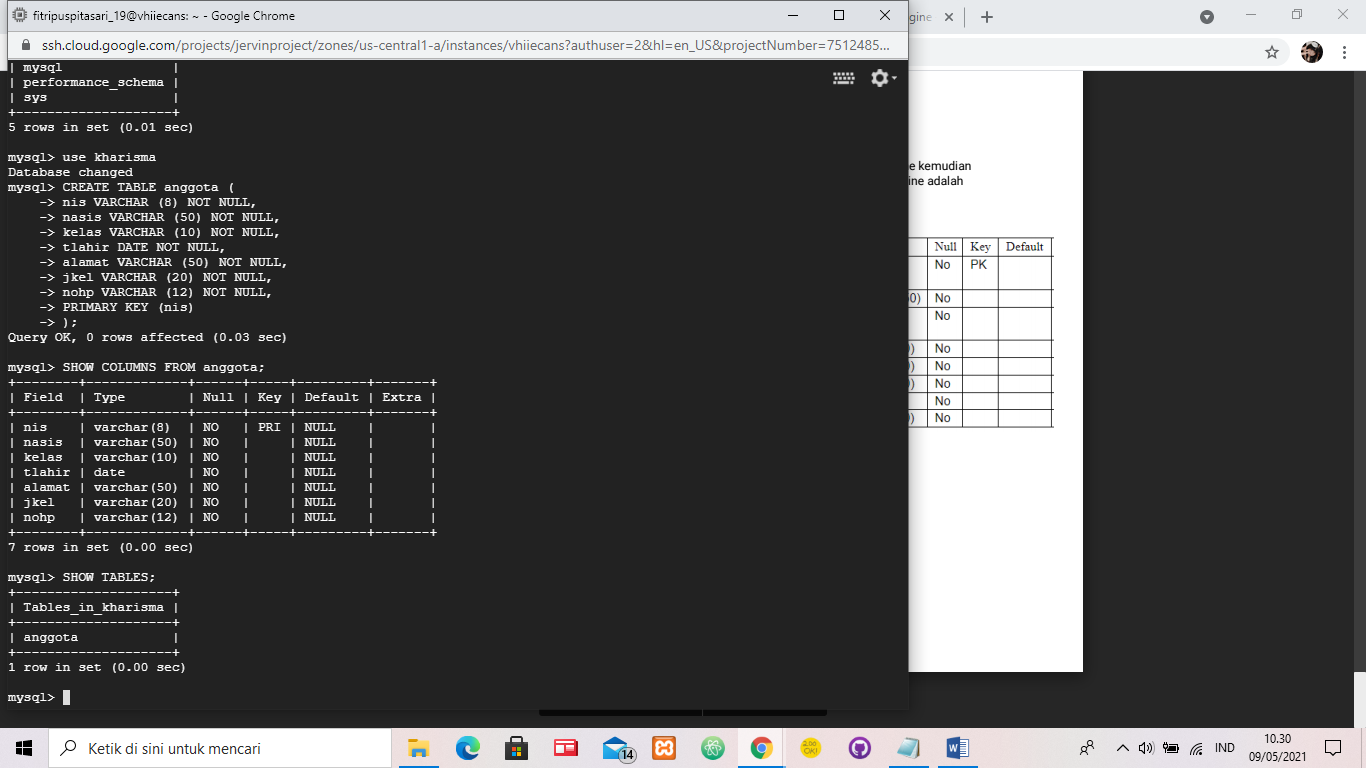 fitripuspitasari_19@vhiiecans: ~ - Google Chrome
gine
ssh.cloud.google.com/projects/jervinproject/zones/us-central1-a/instances/vhiiecans?authuser=2&hl=en_US&projectNumber=7512485...
| mysql              |
| performance_schema |
| sys                |
+--------------------+
5 rows in set (0.01 sec)
mysql> use kharisma
Database changed
mysql> CREATE TABLE anggota (
    -> nis VARCHAR (8) NOT NULL,
    -> nasis VARCHAR (50) NOT NULL,
    -> kelas VARCHAR (10) NOT NULL,
    -> tlahir DATE NOT NULL,
    -> alamat VARCHAR (50) NOT NULL,
    -> jkel VARCHAR (20) NOT NULL,
    -> nohp VARCHAR (12) NOT NULL,
    -> PRIMARY KEY (nis)
    -> );
Query OK, 0 rows affected (0.03 sec)
mysql> SHOW COLUMNS FROM anggota;
+--------+-------------+------+-----+---------+-------+
| Field  | Type        | Null | Key | Default | Extra |
+--------+-------------+------+-----+---------+-------+
| nis    | varchar(8)  | NO   | PRI | NULL    |       |
| nasis  | varchar(50) | NO   |     | NULL    |       |
| kelas  | varchar(10) | NO   |     | NULL    |       |
| tlahir | date        | NO   |     | NULL    |       |
| alamat | varchar(50) | NO   |     | NULL    |       |
| jkel   | varchar(20) | NO   |     | NULL    |       |
| nohp   | varchar(12) | NO   |     | NULL    |       |
+--------+-------------+------+-----+---------+-------+
7 rows in set (0.00 sec)
mysql> SHOW TABLES;
+--------------------+
| Tables_in_kharisma |
+--------------------+
| anggota            |
+--------------------+
1 row in set (0.00 sec)
mysql>
e kemudian
ine adalah
Null Key Default
No PK
0) No
No
) No
) No
) No
No
) No
Ketik di sini untuk mencari
14
2.00
OK!
IND
10.30
09/05/2021